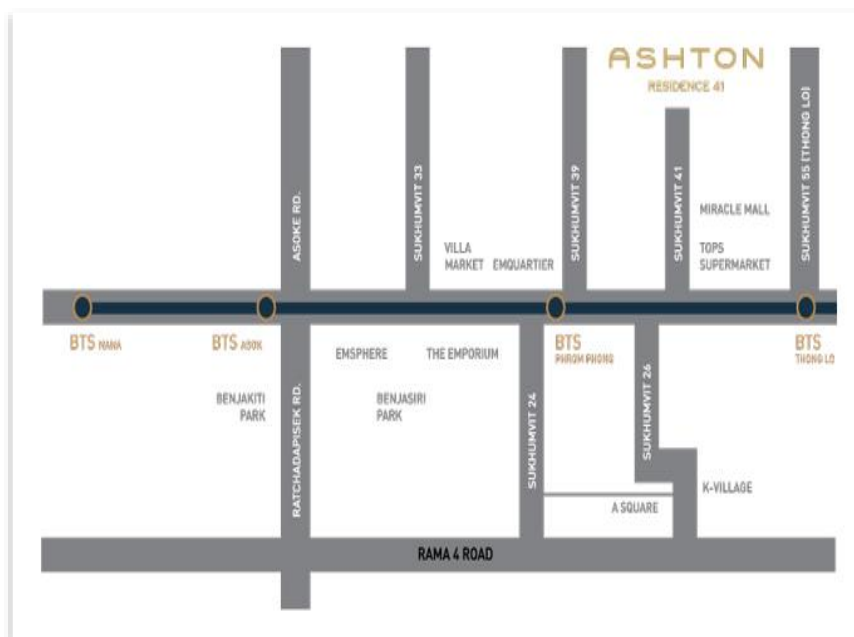 ASHTON
RESIDENCE 41
ASOKE RD.
SUKHUMVIT 33
SUKHUMVIT 39
SUKHUMVIT 41
SUKHUMVIT 55 (THONG LO)
MIRACLE MALL
VILLA
MARKET
EMQUARTIER
TOPS
SUPERMARKET
BTS NANA
BTS ASOK
BTS
PHROM PHONG
BTS
THONG LO
EMSPHERE
THE EMPORIUM
BENJAKITI
PARK
BENJASIRI
PARK
RATCHADAPISEK RD.
SUKHUMVIT 24
SUKHUMVIT 26
K-VILLAGE
A SQUARE
RAMA 4 ROAD